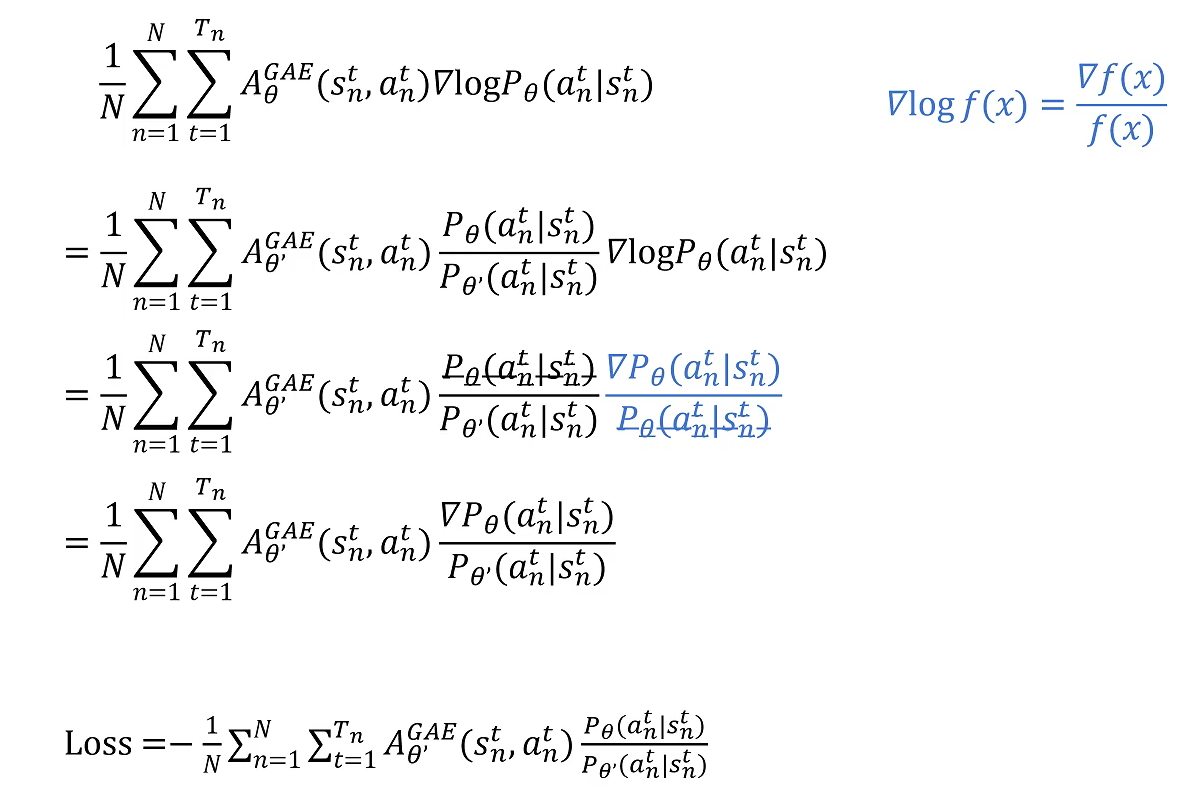 \frac{1}{N}\sum_{n=1}^{N}\sum_{t=1}^{T_n} A_{\theta}^{GAE}(s_n^t, a_n^t)\nabla \log P_{\theta}(a_n^t|s_n^t)
\nabla \log f(x) = \frac{\nabla f(x)}{f(x)}
= \frac{1}{N}\sum_{n=1}^{N}\sum_{t=1}^{T_n} A_{\theta'}^{GAE}(s_n^t, a_n^t)\frac{P_{\theta}(a_n^t|s_n^t)}{P_{\theta'}(a_n^t|s_n^t)}\nabla \log P_{\theta}(a_n^t|s_n^t)
= \frac{1}{N}\sum_{n=1}^{N}\sum_{t=1}^{T_n} A_{\theta'}^{GAE}(s_n^t, a_n^t)\frac{P_{\theta}(a_n^t|s_n^t)}{P_{\theta'}(a_n^t|s_n^t)}\frac{\nabla P_{\theta}(a_n^t|s_n^t)}{P_{\theta}(a_n^t|s_n^t)}
= \frac{1}{N}\sum_{n=1}^{N}\sum_{t=1}^{T_n} A_{\theta'}^{GAE}(s_n^t, a_n^t)\frac{\nabla P_{\theta}(a_n^t|s_n^t)}{P_{\theta'}(a_n^t|s_n^t)}
Loss = -\frac{1}{N}\sum_{n=1}^{N}\sum_{t=1}^{T_n} A_{\theta'}^{GAE}(s_n^t, a_n^t)\frac{P_{\theta}(a_n^t|s_n^t)}{P_{\theta'}(a_n^t|s_n^t)}